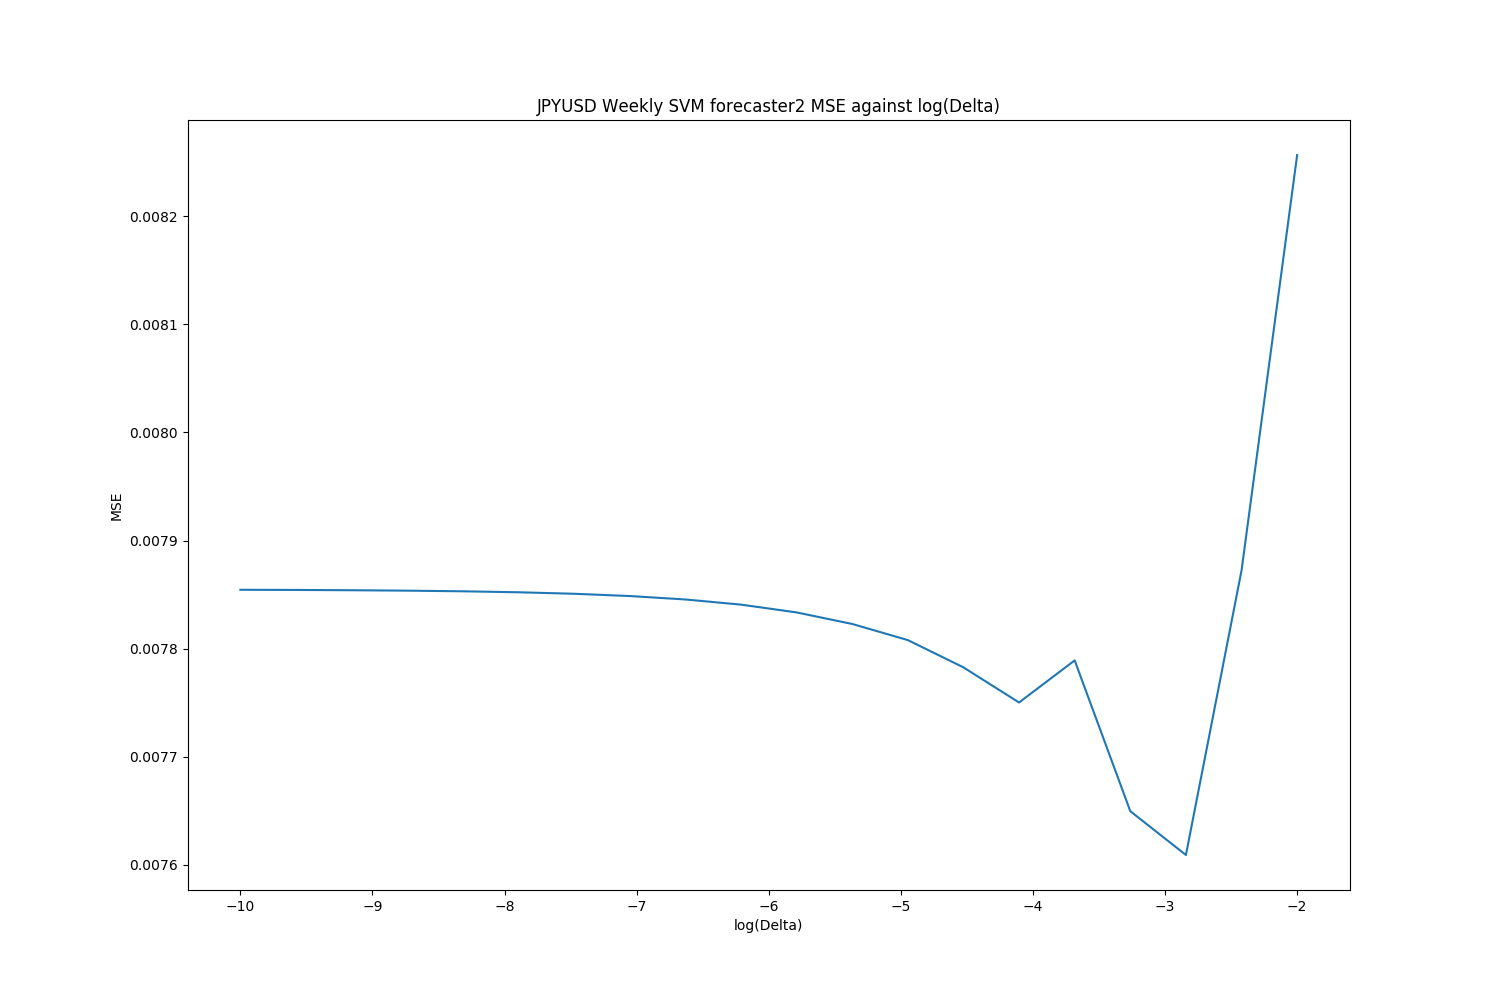 JPYUSD Weekly SVM forecaster2 MSE against log(Delta)
0.0082
0.0081
0.0080
0.0079
0.0078
0.0077
0.0076
MSE
−10 −9 −8 −7 −6 −5 −4 −3 −2
log(Delta)